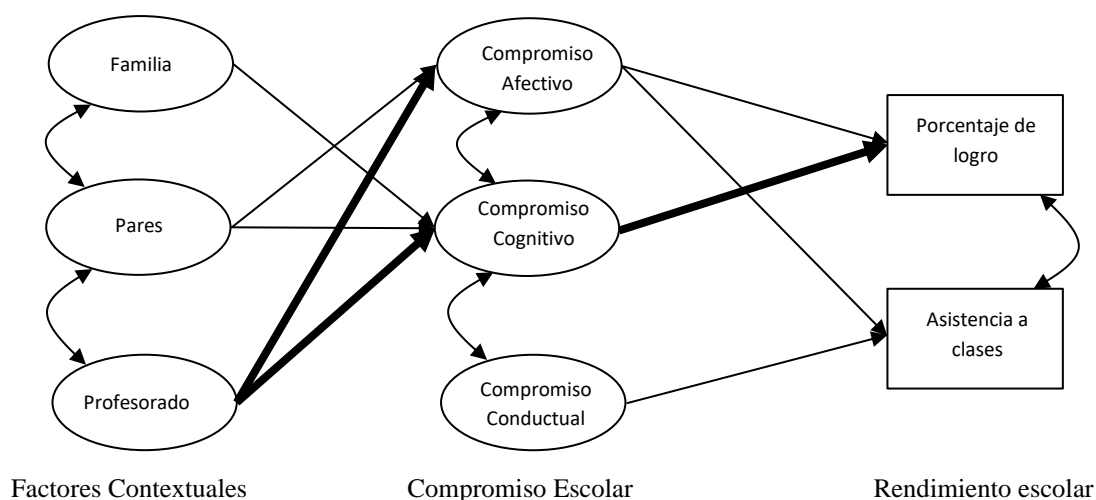 Familia
Pares
Profesorado
Compromiso
Afectivo
Compromiso
Cognitivo
Compromiso
Conductual
Porcentaje de
logro
Asistencia a
clases
Factores Contextuales
Compromiso Escolar
Rendimiento escolar